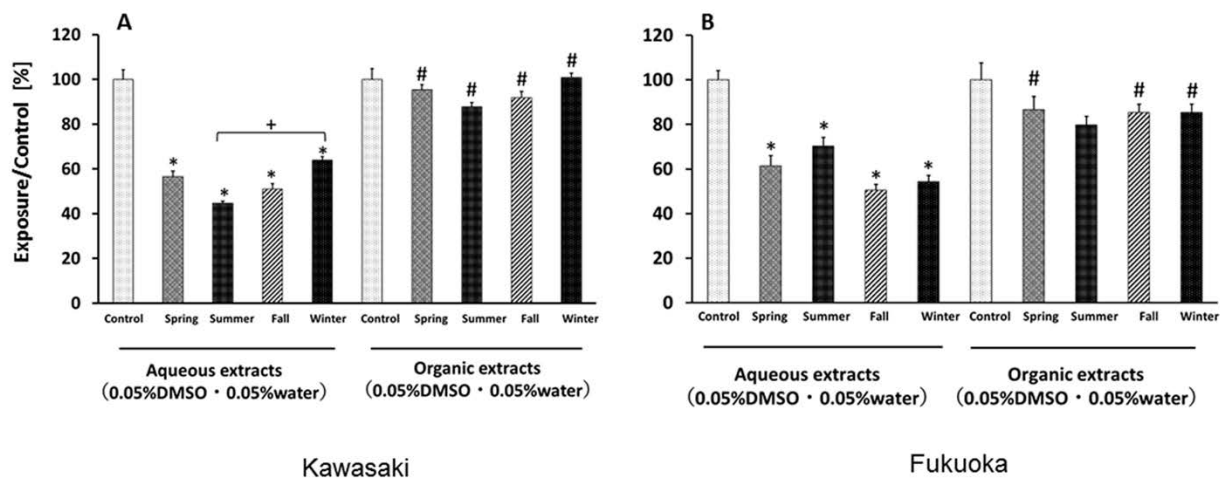 A
Exposure/Control [%]
120
100
80
60
40
20
0
*
*
*
*
+
#
#
#
#
Control Spring Summer Fall Winter Control Spring Summer Fall Winter
Aqueous extracts
(0.05%DMSO・0.05%water)
Organic extracts
(0.05%DMSO・0.05%water)
Kawasaki
B
120
100
80
60
40
20
0
*
*
*
*
#
#
#
Control Spring Summer Fall Winter Control Spring Summer Fall Winter
Aqueous extracts
(0.05%DMSO・0.05%water)
Organic extracts
(0.05%DMSO・0.05%water)
Fukuoka